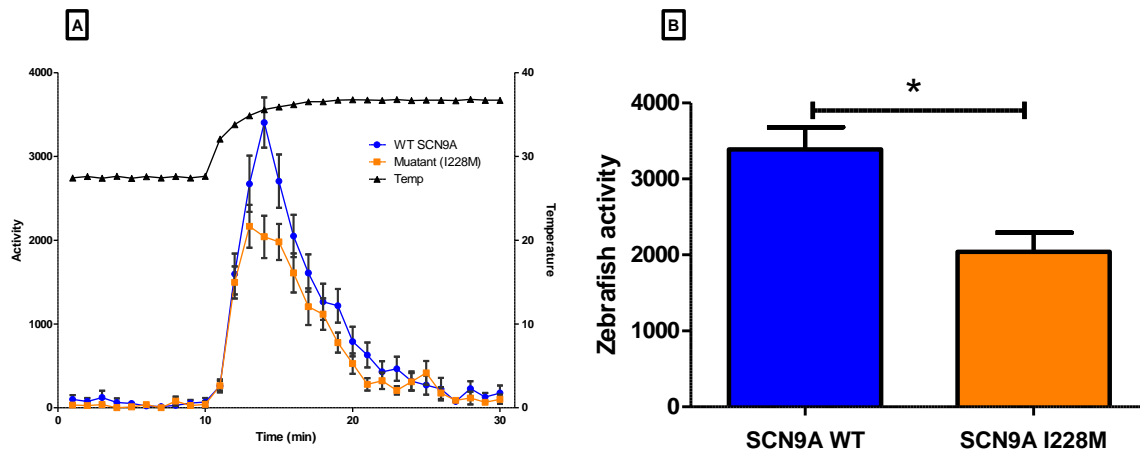 A
4000
3000
2000
1000
0
Activity
0
10
20
30
Time (min)
40
30
20
10
0
Temperature
WT SCN9A
Muatant (I228M)
Temp
B
*
4000
3000
2000
1000
0
Zebrafish activity
SCN9A WT
SCN9A I228M